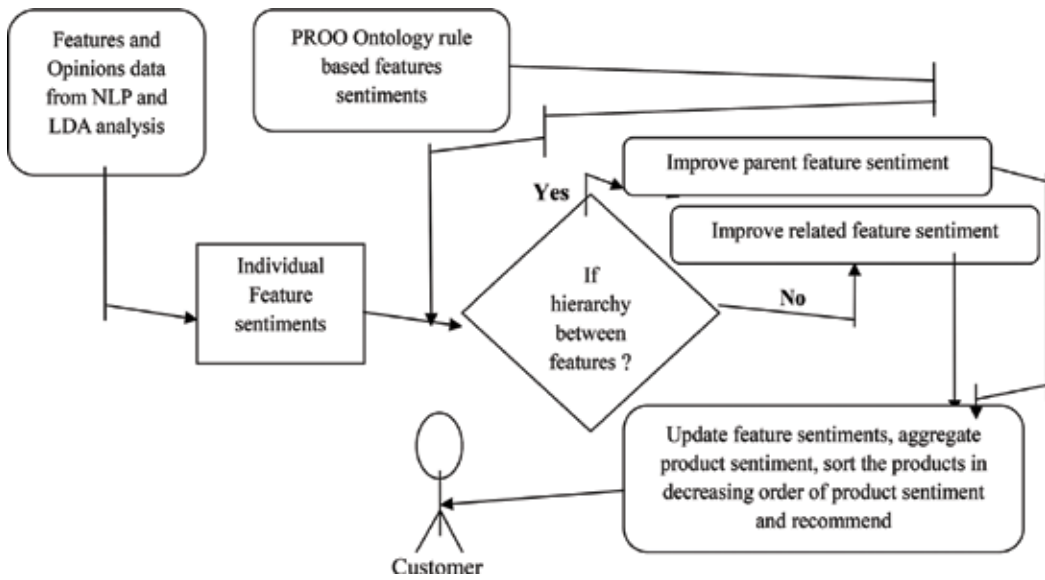 Features and
Opinions data
from NLP and
LDA analysis
PROO Ontology rule
based features
sentiments
Improve parent feature sentiment
Yes
Improve related feature sentiment
Individual
Feature
sentiments
If
hierarchy
between
features ?
No
Update feature sentiments, aggregate
product sentiment, sort the products in
decreasing order of product sentiment
and recommend
Customer